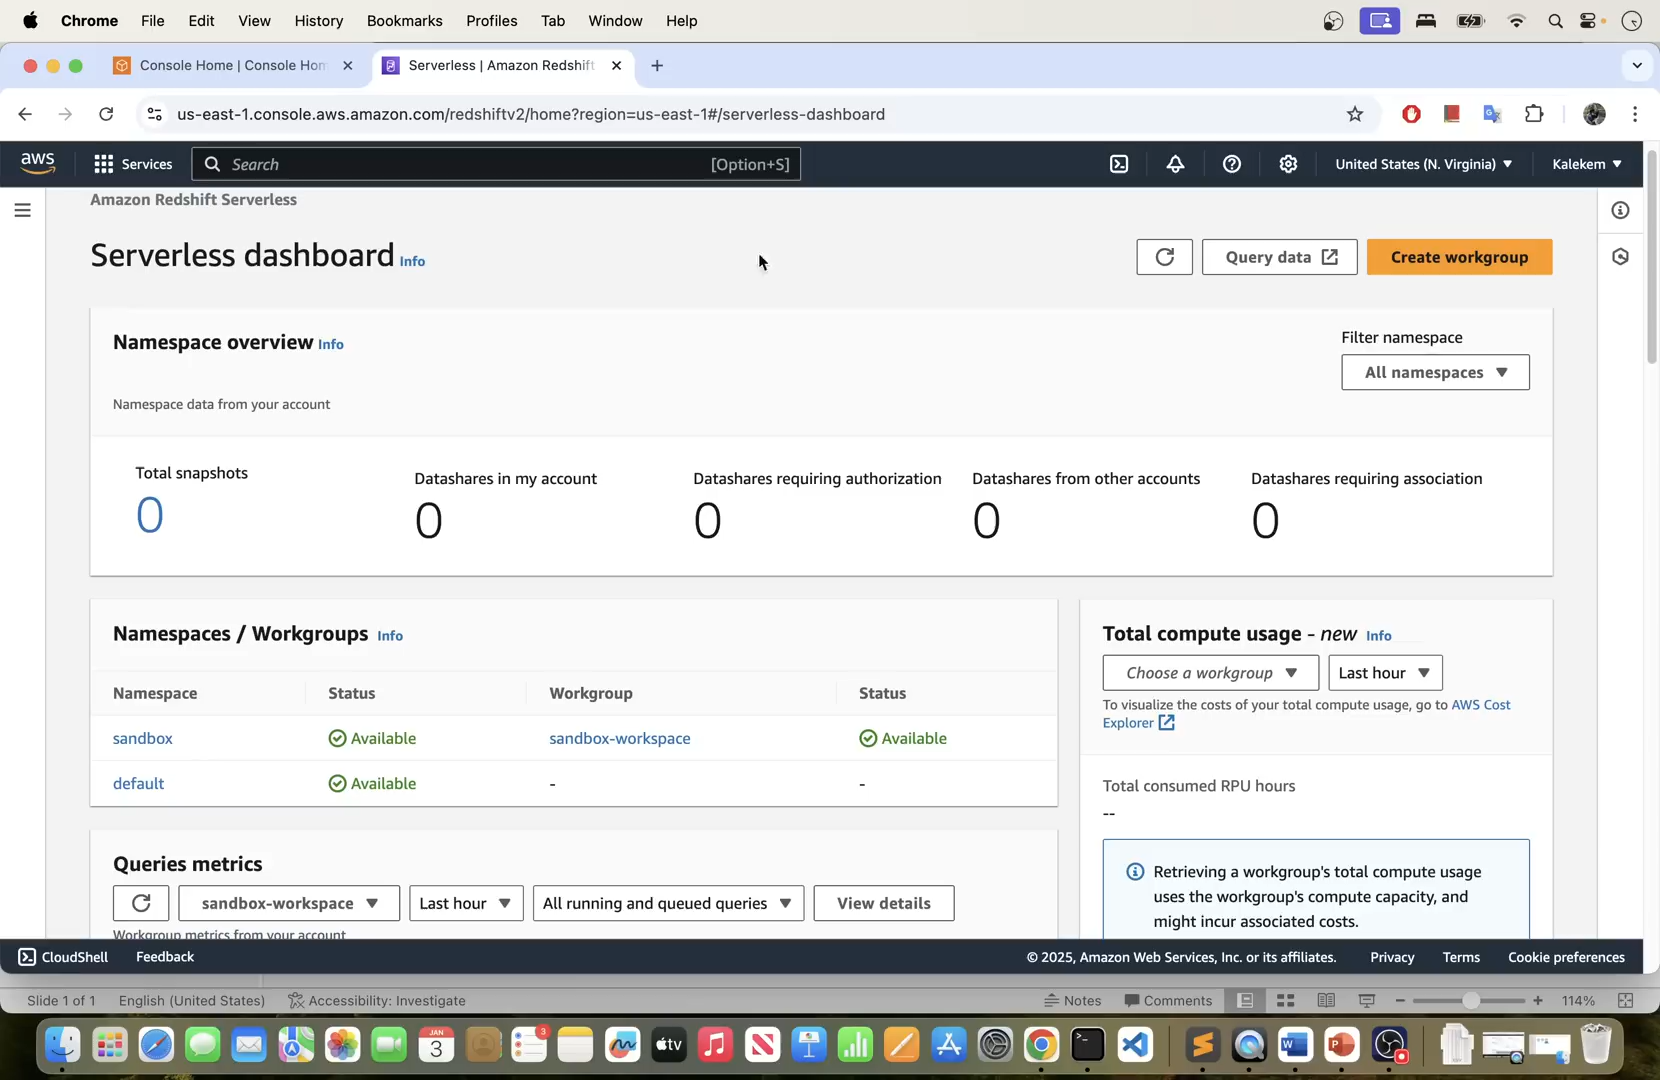 Chrome File Edit View History Bookmarks Profiles Tab Window Help
Console Home | Console Hom
Serverless | Amazon Redshift
us-east-1.console.aws.amazon.com/redshiftv2/home?region=us-east-1#/serverless-dashboard
aws Services Search [Option+S] United States (N. Virginia) Kalekem
Amazon Redshift Serverless
Serverless dashboard Info
Query data
Create workgroup
Namespace overview Info
Filter namespace
All namespaces
Namespace data from your account
Total snapshots
0
Datashares in my account
0
Datashares requiring authorization
0
Datashares from other accounts
0
Datashares requiring association
0
Namespaces / Workgroups Info
Namespace Status Workgroup Status
sandbox Available sandbox-workspace Available
default Available - -
Queries metrics
sandbox-workspace Last hour All running and queued queries View details
Workgroup metrics from your account
Total compute usage - new Info
Choose a workgroup Last hour
To visualize the costs of your total compute usage, go to AWS Cost
Explorer
Total consumed RPU hours
--
Retrieving a workgroup's total compute usage
uses the workgroup's compute capacity, and
might incur associated costs.
CloudShell Feedback © 2025, Amazon Web Services, Inc. or its affiliates. Privacy Terms Cookie preferences
Slide 1 of 1 English (United States) Accessibility: Investigate Notes Comments 114%
JAN
3
3
tv
W
P